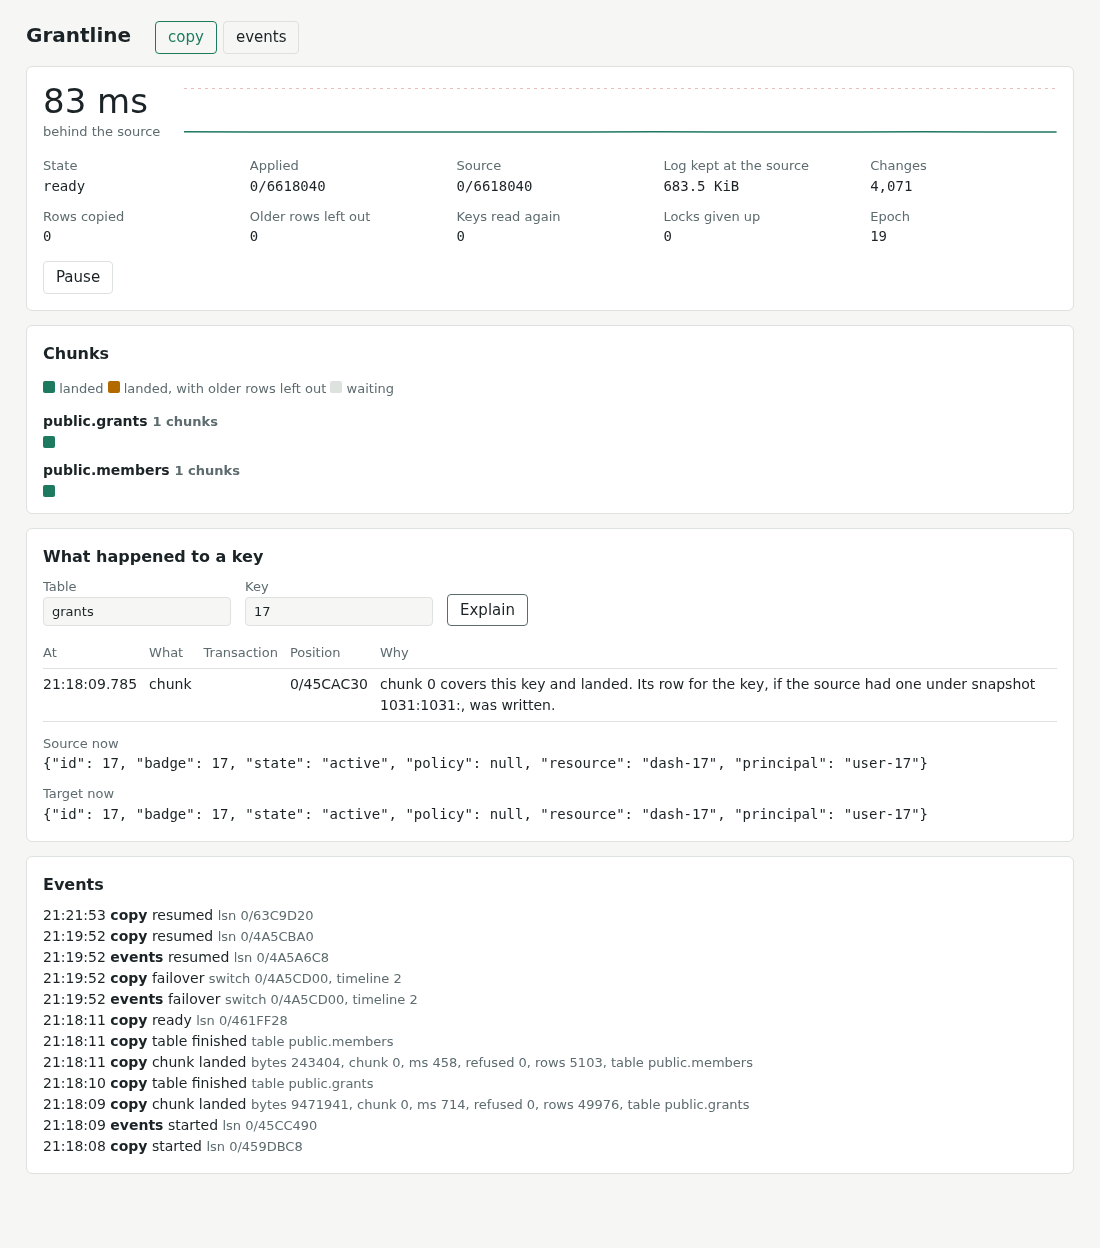 Grantline copy events
83 ms
behind the source
State Applied Source Log kept at the source Changes
ready 0/6618040 0/6618040 683.5 KiB 4,071
Rows copied Older rows left out Keys read again Locks given up Epoch
0 0 0 0 19
Pause
Chunks
landed landed, with older rows left out waiting
public.grants 1 chunks
public.members 1 chunks
What happened to a key
Table Key
grants 17 Explain
At What Transaction Position Why
21:18:09.785 chunk 0/45CAC30 chunk 0 covers this key and landed. Its row for the key, if the source had one under snapshot
1031:1031:, was written.
Source now
{"id": 17, "badge": 17, "state": "active", "policy": null, "resource": "dash-17", "principal": "user-17"}
Target now
{"id": 17, "badge": 17, "state": "active", "policy": null, "resource": "dash-17", "principal": "user-17"}
Events
21:21:53 copy resumed lsn 0/63C9D20
21:19:52 copy resumed lsn 0/4A5CBA0
21:19:52 events resumed lsn 0/4A5A6C8
21:19:52 copy failover switch 0/4A5CD00, timeline 2
21:19:52 events failover switch 0/4A5CD00, timeline 2
21:18:11 copy ready lsn 0/461FF28
21:18:11 copy table finished table public.members
21:18:11 copy chunk landed bytes 243404, chunk 0, ms 458, refused 0, rows 5103, table public.members
21:18:10 copy table finished table public.grants
21:18:09 copy chunk landed bytes 9471941, chunk 0, ms 714, refused 0, rows 49976, table public.grants
21:18:09 events started lsn 0/45CC490
21:18:08 copy started lsn 0/459DBC8